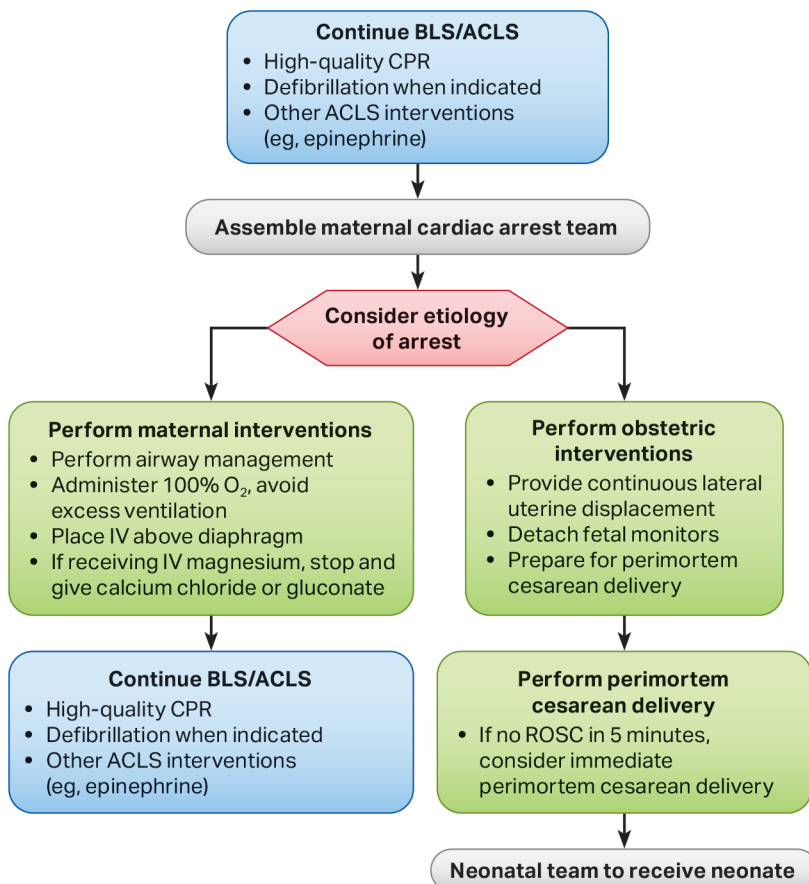 Continue BLS/ACLS
• High-quality CPR
• Defibrillation when indicated
• Other ACLS interventions
(eg, epinephrine)
Assemble maternal cardiac arrest team
Consider etiology
of arrest
Perform maternal interventions
• Perform airway management
• Administer 100% O₂, avoid
excess ventilation
• Place IV above diaphragm
• If receiving IV magnesium, stop and
give calcium chloride or gluconate
Continue BLS/ACLS
• High-quality CPR
• Defibrillation when indicated
• Other ACLS interventions
(eg, epinephrine)
Perform obstetric
interventions
• Provide continuous lateral
uterine displacement
• Detach fetal monitors
• Prepare for perimortem
cesarean delivery
Perform perimortem
cesarean delivery
• If no ROSC in 5 minutes,
consider immediate
perimortem cesarean delivery
Neonatal team to receive neonate